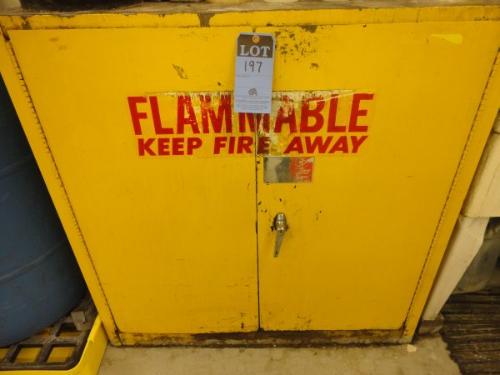 LOT
197
FLAMMABLE
KEEP FIRE AWAY